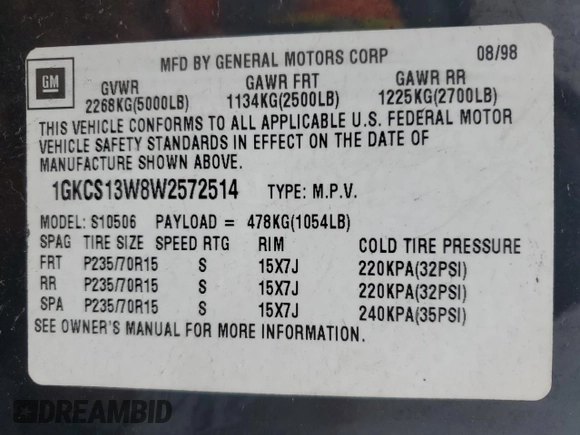 MFD BY GENERAL MOTORS CORP 08/98
GM
GVWR GAWR FRT GAWR RR
2268KG(5000LB) 1134KG(2500LB) 1225KG(2700LB)
THIS VEHICLE CONFORMS TO ALL APPLICABLE U.S. FEDERAL MOTOR
VEHICLE SAFETY STANDARDS IN EFFECT ON THE DATE OF
MANUFACTURE SHOWN ABOVE.
1GKCS13W8W2572514 TYPE: M.P.V.
MODEL: S10506 PAYLOAD = 478KG(1054LB)
SPAG TIRE SIZE SPEED RTG RIM COLD TIRE PRESSURE
FRT P235/70R15 S 15X7J 220KPA(32PSI)
RR P235/70R15 S 15X7J 220KPA(32PSI)
SPA P235/70R15 S 15X7J 240KPA(35PSI)
SEE OWNER'S MANUAL FOR MORE INFORMATION.
DREAMBID